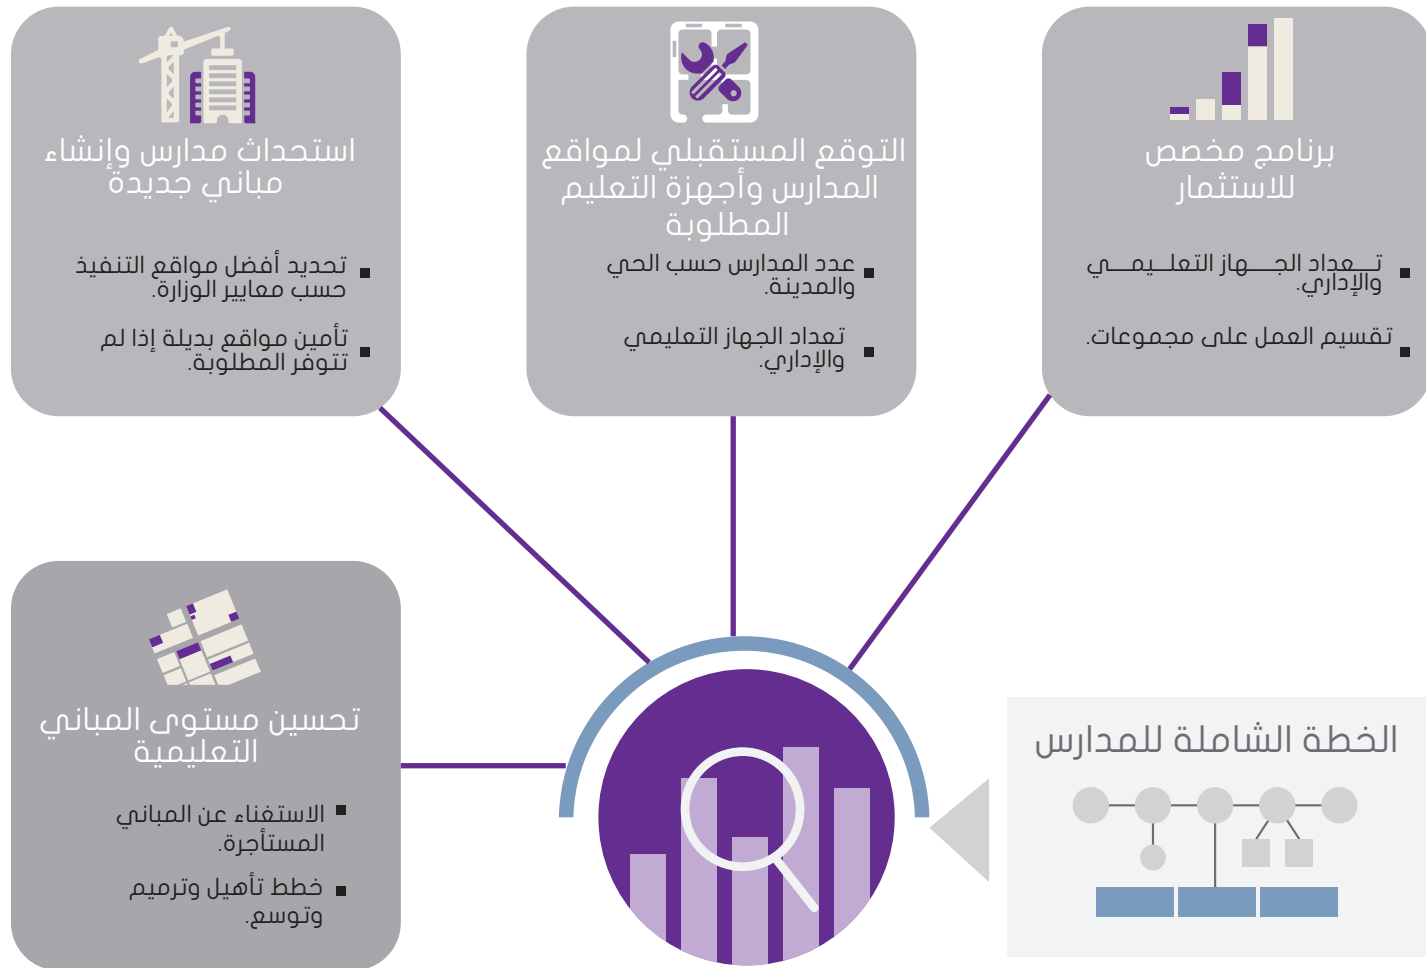 برنامج مخصص
للاستثمار
تـــعداد الجـــــهاز التعلـــيمــــي
والإداري.
تقسيم العمل على مجموعات.
التوقع المستقبلي لمواقع
المدارس وأجهزة التعليم
المطلوبة
عدد المدارس حسب الحي
والمدينة.
تعداد الجهاز التعليمي
والإداري.
استحداث مدارس وإنشاء
مباني جديدة
تحديد أفضل مواقع التنفيذ
حسب معايير الوزارة.
تأمين مواقع بديلة إذا لم
تتوفر المطلوبة.
الخطة الشاملة للمدارس
تحسين مستوى المباني
التعليمية
الاستغناء عن المباني
المستأجرة.
خطط تأهيل وترميم
وتوسع.